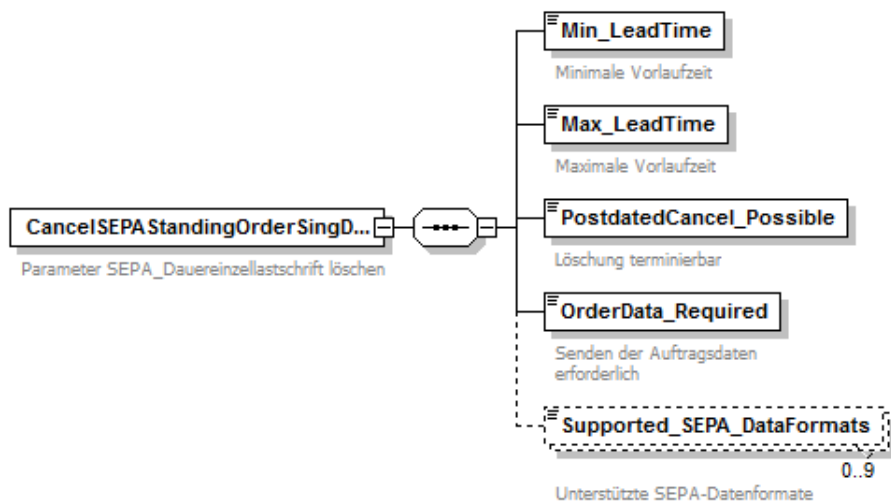 Min_LeadTime
Minimale Vorlaufzeit
Max_LeadTime
Maximale Vorlaufzeit
CancelSEPAStandingOrderSingD...
Parameter SEPA_Dauereinzellastschrift löschen
PostdatedCancel_Possible
Löschung terminierbar
OrderData_Required
Senden der Auftragsdaten
erforderlich
Supported_SEPA_DataFormats
0..9
Unterstützte SEPA-Datenformate